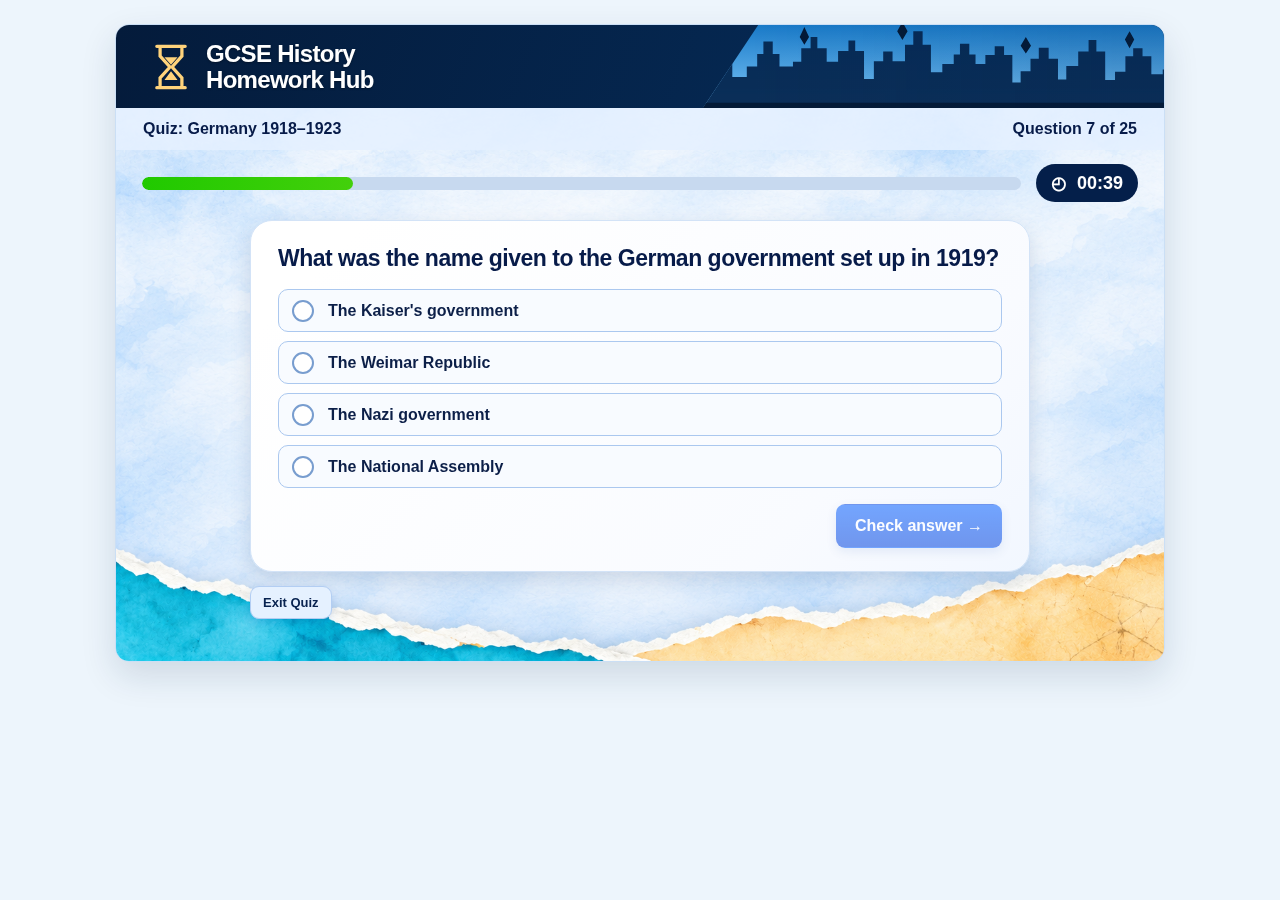 GCSE History
Homework Hub
Quiz: Germany 1918–1923
Question 7 of 25
00:39
What was the name given to the German government set up in 1919?
The Kaiser's government
The Weimar Republic
The Nazi government
The National Assembly
Check answer →
Exit Quiz